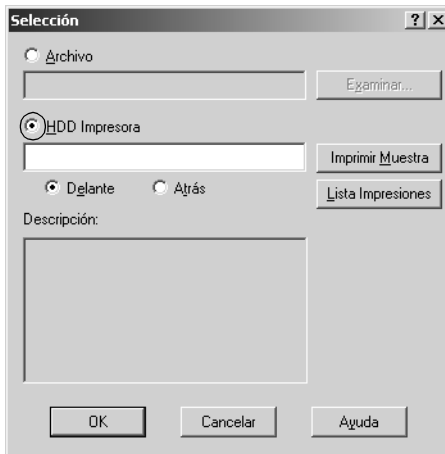 Selección
Archivo
Examinar...
HDD Impresora
Imprimir Muestra
Delante Atrás
Lista Impresiones
Descripción:
OK Cancelar Ayuda